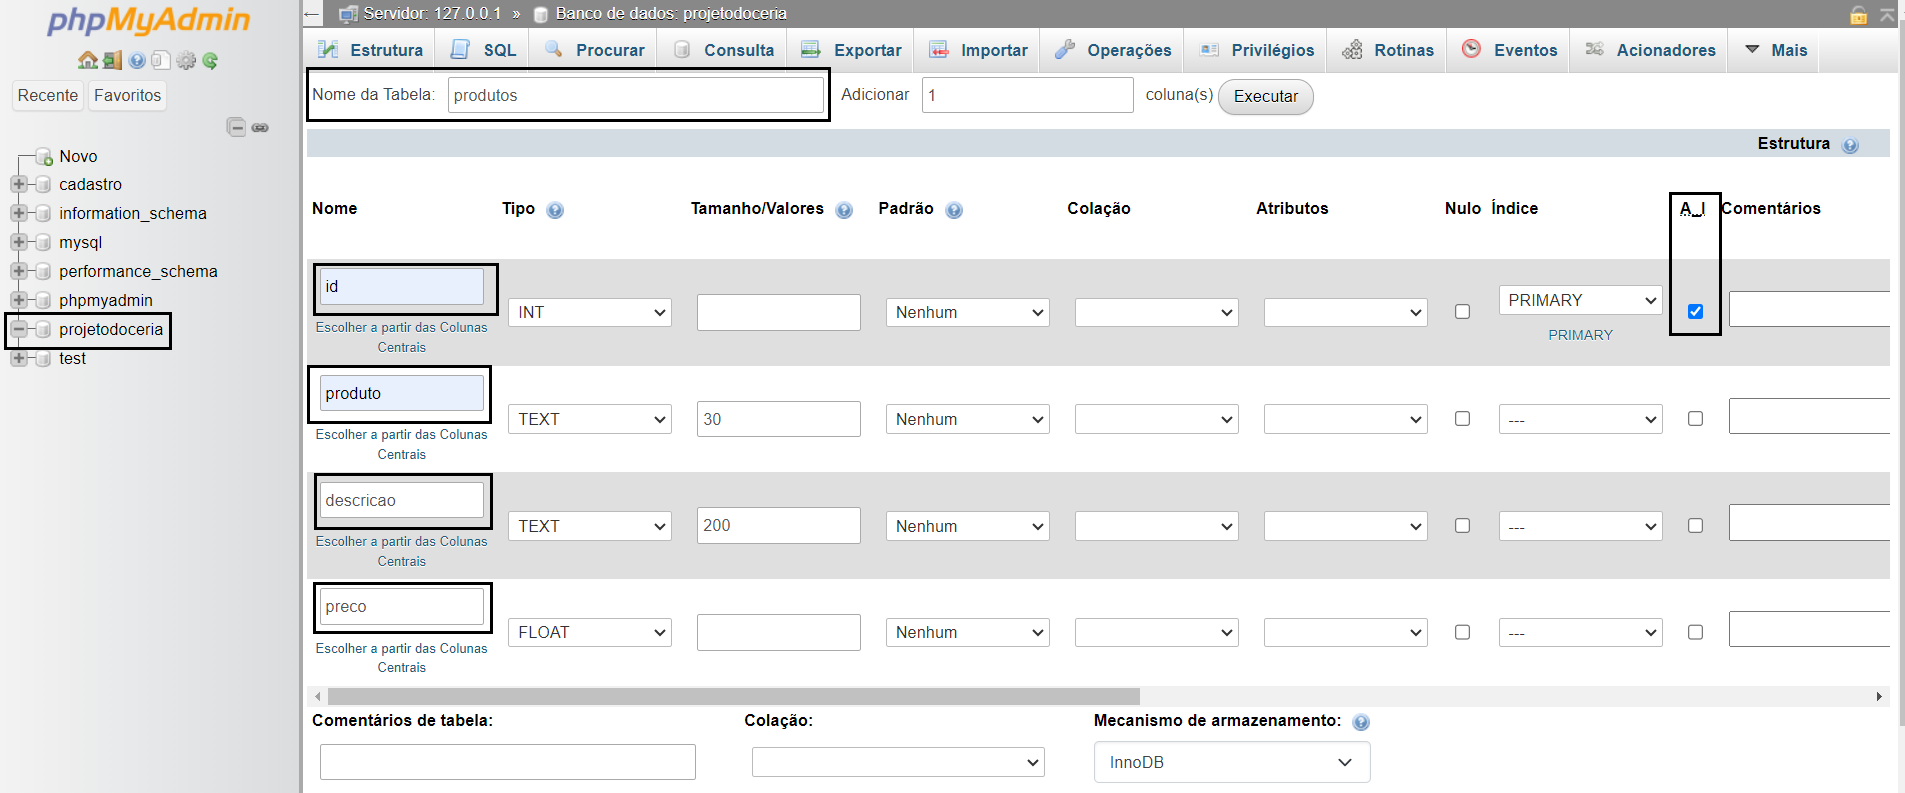 phpMyAdmin
Recente Favoritos
Novo
cadastro
information_schema
mysql
performance_schema
phpmyadmin
projetodoceria
test
Servidor: 127.0.0.1 » Banco de dados: projetodoceria
Estrutura SQL Procurar Consulta Exportar Importar Operações Privilégios Rotinas Eventos Acionadores Mais
Nome da Tabela: produtos Adicionar 1 coluna(s) Executar
Estrutura
Nome Tipo Tamanho/Valores Padrão Colação Atributos Nulo Índice A_I Comentários
id INT Nenhum PRIMARY
Escolher a partir das Colunas
Centrais
PRIMARY
produto TEXT 30 Nenhum ---
Escolher a partir das Colunas
Centrais
descricao TEXT 200 Nenhum ---
Escolher a partir das Colunas
Centrais
preco FLOAT Nenhum ---
Escolher a partir das Colunas
Centrais
Comentários de tabela: Colação: Mecanismo de armazenamento:
InnoDB